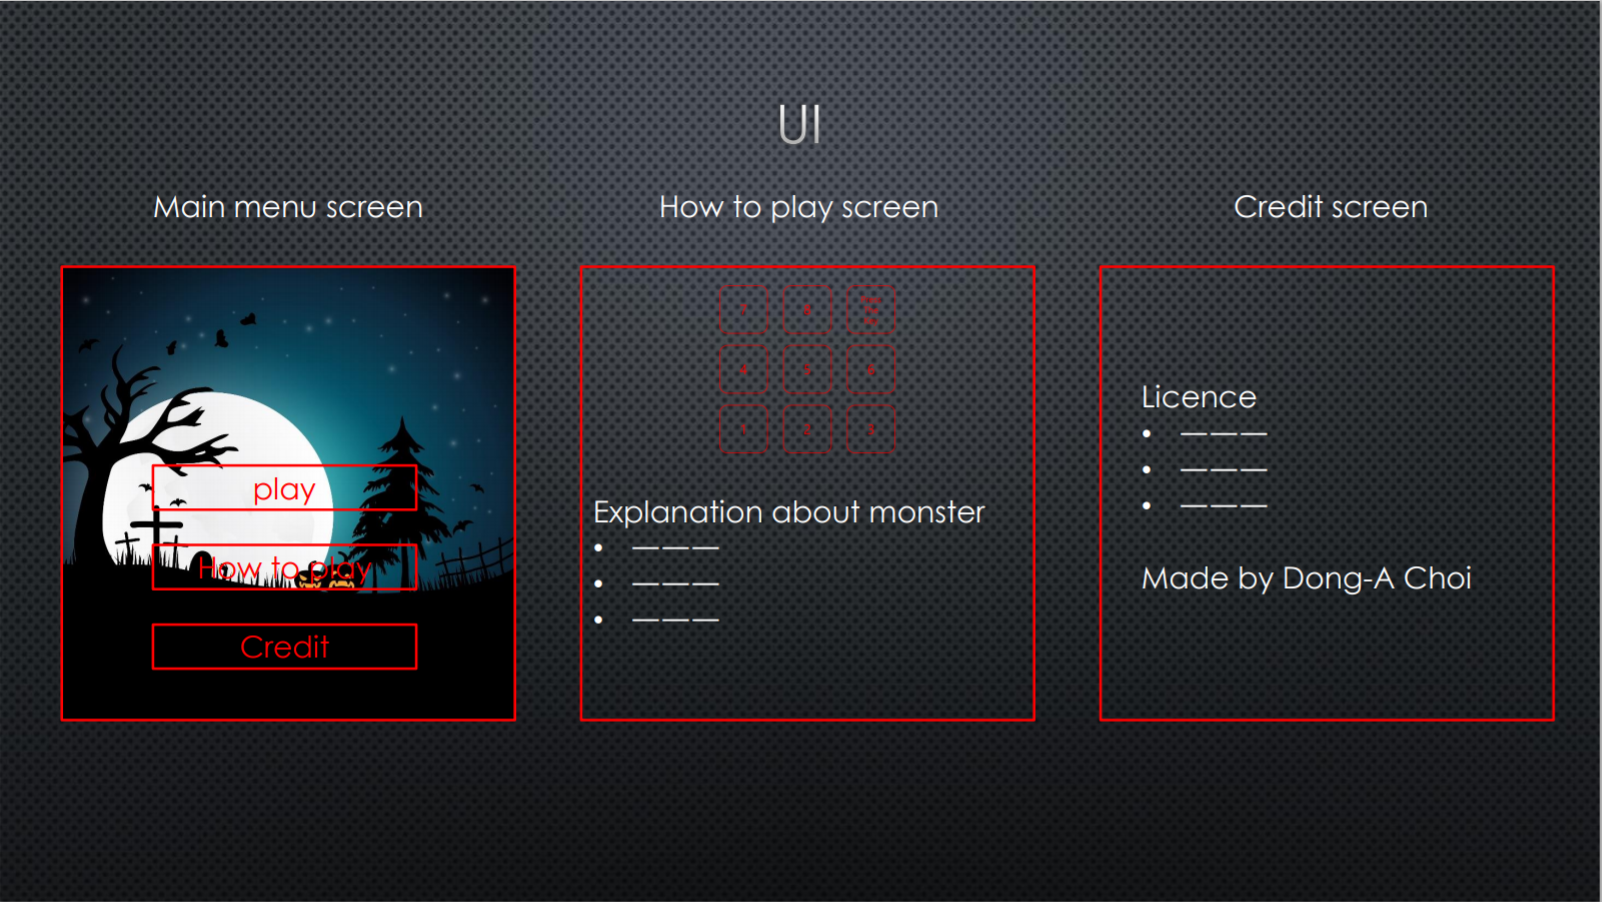 UI
Main menu screen
How to play screen
Credit screen
play
How to play
Credit
7
8
4
5
6
1
2
3
Explanation about monster
• ———
• ———
• ———
Licence
• ———
• ———
• ———
Made by Dong-A Choi